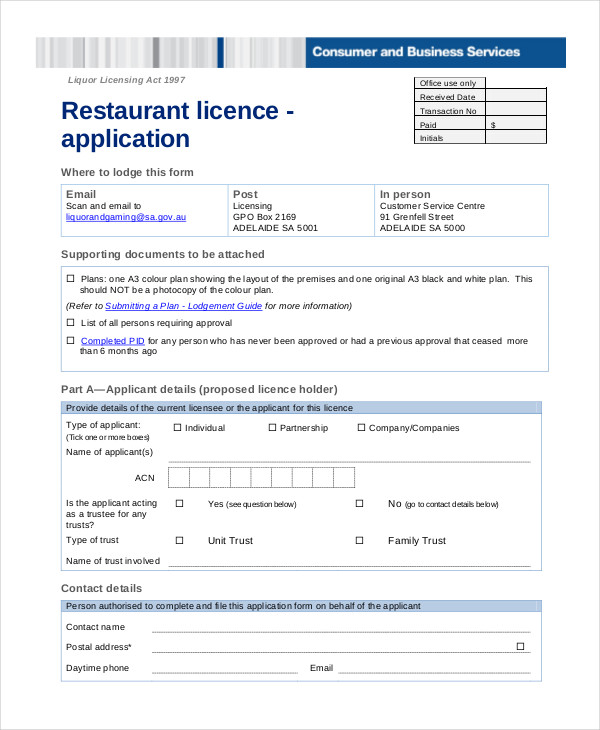 Consumer and Business Services
Liquor Licensing Act 1997
Office use only
Received Date
Transaction No
Paid $
Initials
Restaurant licence -
application
Where to lodge this form
Email
Scan and email to
liquorandgaming@sa.gov.au
Post
Licensing
GPO Box 2169
ADELAIDE SA 5001
In person
Customer Service Centre
91 Grenfell Street
ADELAIDE SA 5000
Supporting documents to be attached
☐ Plans: one A3 colour plan showing the layout of the premises and one original A3 black and white plan. This
should NOT be a photocopy of the colour plan.
(Refer to Submitting a Plan - Lodgement Guide for more information)
☐ List of all persons requiring approval
☐ Completed PID for any person who has never been approved or had a previous approval that ceased more
than 6 months ago
Part A—Applicant details (proposed licence holder)
Provide details of the current licensee or the applicant for this licence
Type of applicant: ☐ Individual ☐ Partnership ☐ Company/Companies
(Tick one or more boxes)
Name of applicant(s)
ACN
Is the applicant acting ☐ Yes (see question below) ☐ No (go to contact details below)
as a trustee for any
trusts?
Type of trust ☐ Unit Trust ☐ Family Trust
Name of trust involved
Contact details
Person authorised to complete and file this application form on behalf of the applicant
Contact name
Postal address* ☐
Daytime phone Email